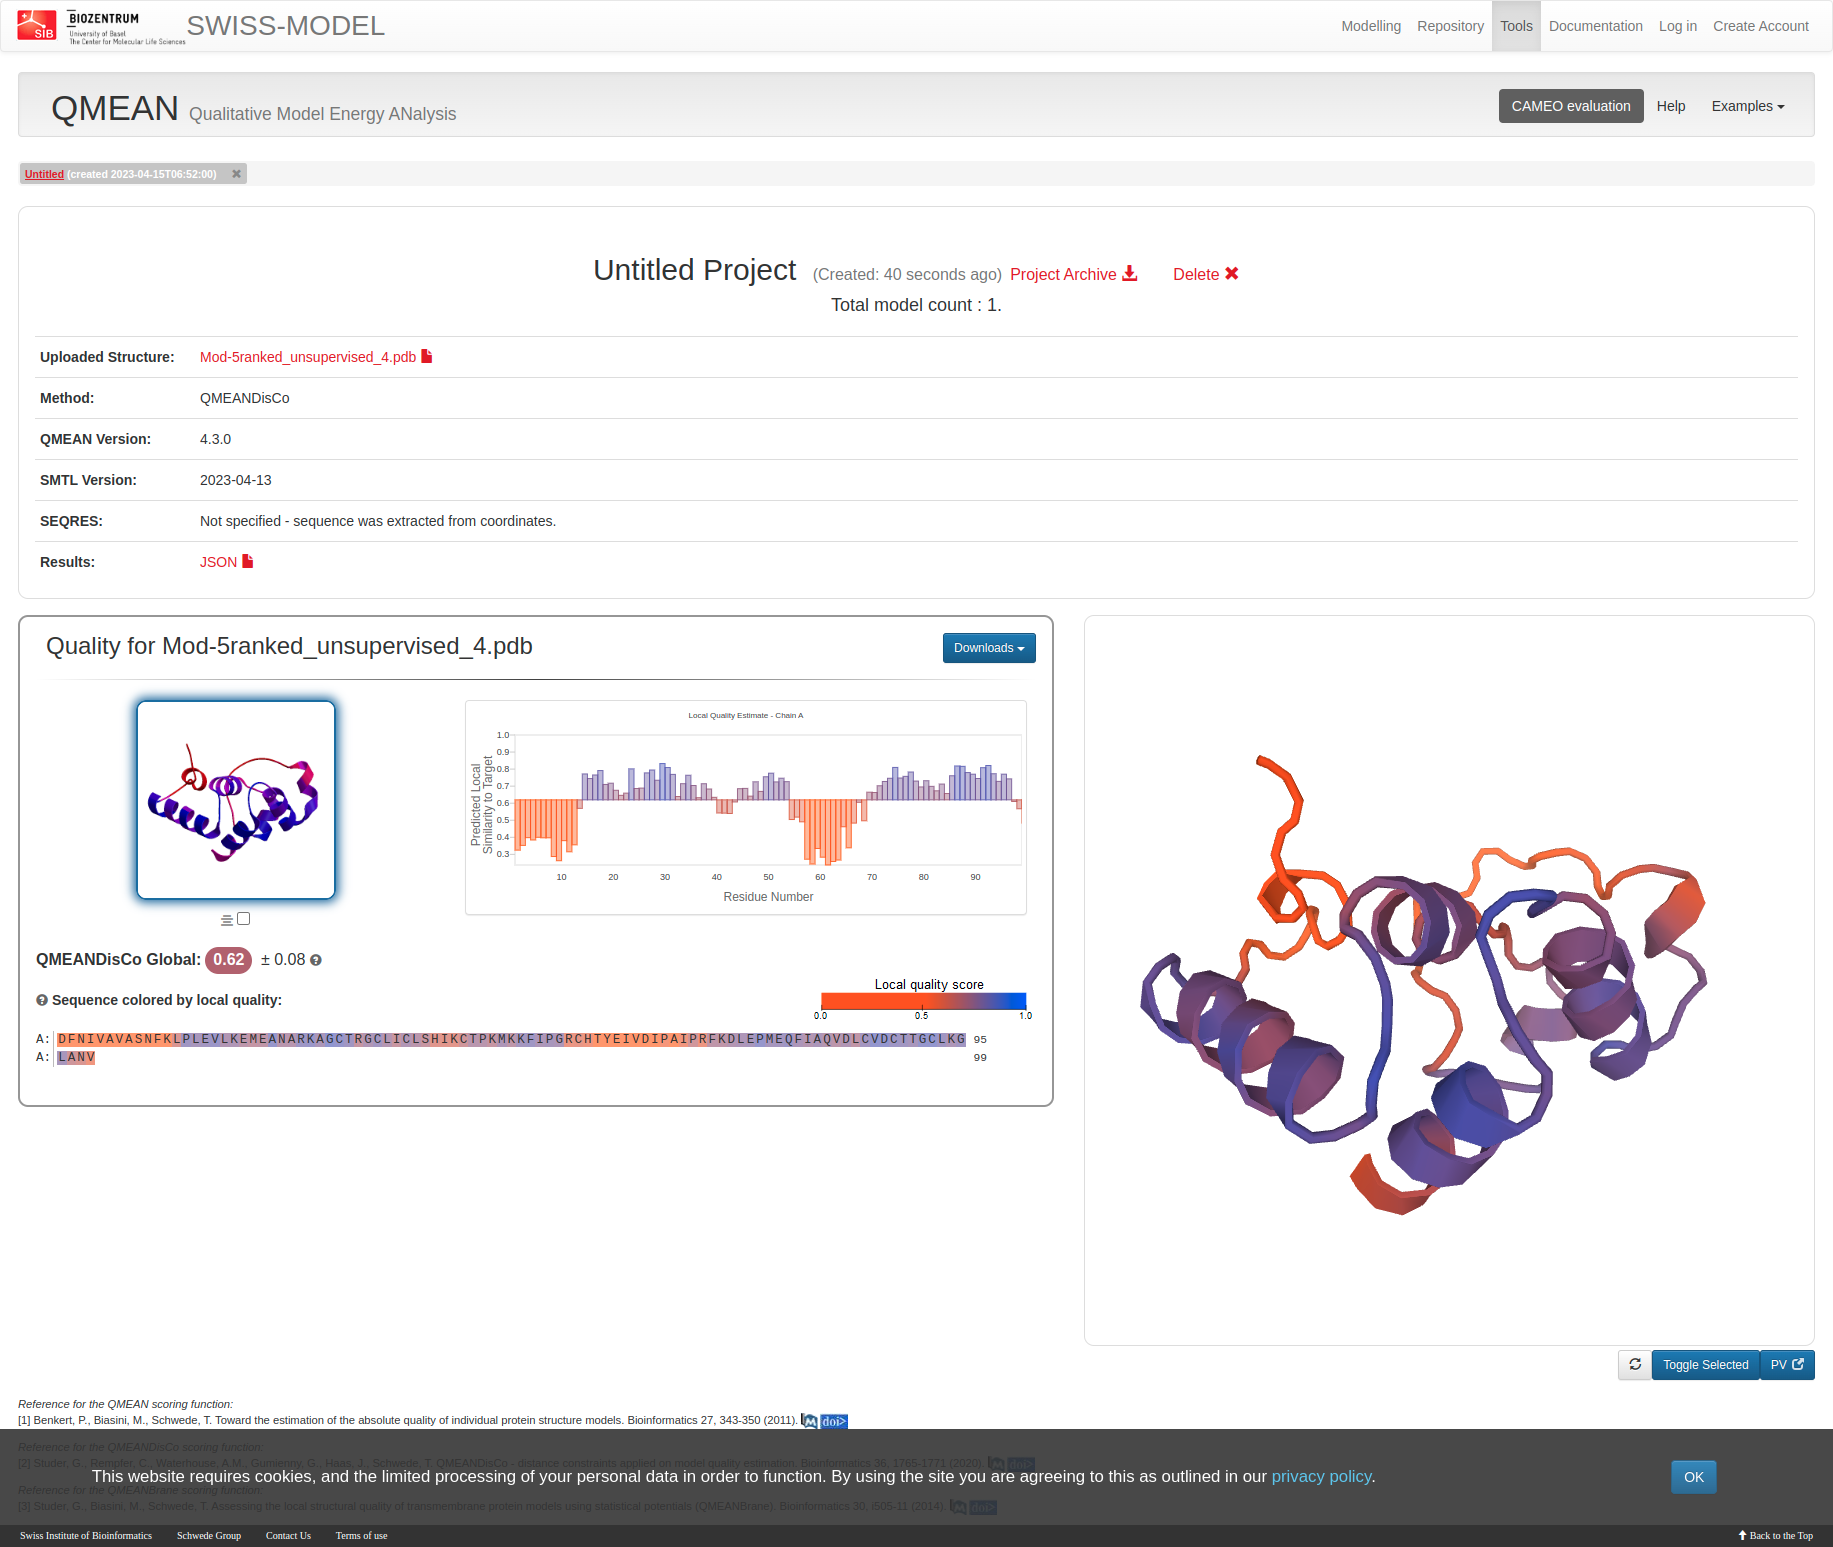 SIB
BIOZENTRUM
University of Basel
The Center for Molecular Life Sciences
SWISS-MODEL
Modelling Repository Tools Documentation Log in Create Account
QMEAN Qualitative Model Energy ANalysis
CAMEO evaluation Help Examples
Untitled (created 2023-04-15T06:52:00) ✖
Untitled Project (Created: 40 seconds ago) Project Archive Delete ✖
Total model count : 1.
Uploaded Structure: Mod-5ranked_unsupervised_4.pdb
Method: QMEANDisCo
QMEAN Version: 4.3.0
SMTL Version: 2023-04-13
SEQRES: Not specified - sequence was extracted from coordinates.
Results: JSON
Quality for Mod-5ranked_unsupervised_4.pdb
Downloads
Local Quality Estimate - Chain A
Predicted Local
Similarity to Target
1.0
0.9
0.8
0.7
0.6
0.5
0.4
0.3
10 20 30 40 50 60 70 80 90
Residue Number
QMEANDisCo Global: 0.62 ± 0.08
Sequence colored by local quality:
Local quality score
0.0 0.5 1.0
A: DFNIVAVASNFKLPLEVLKEMEANARKAGCTRGCLICLSHIKCTPKMKKFIPGRCHTYEIVDIPAIPRFKDLEPMEQFIAQVDLCVDCTTGCLKG 95
A: LANV 99
Toggle Selected PV
Reference for the QMEAN scoring function:
[1] Benkert, P., Biasini, M., Schwede, T. Toward the estimation of the absolute quality of individual protein structure models. Bioinformatics 27, 343-350 (2011). M doi>
Reference for the QMEANDisCo scoring function:
[2] Studer, G., Rempfer, C., Waterhouse, A.M., Gumienny, G., Haas, J., Schwede, T. QMEANDisCo - distance constraints applied on model quality estimation. Bioinformatics 36, 1765-1771 (2020). M doi>
This website requires cookies, and the limited processing of your personal data in order to function. By using the site you are agreeing to this as outlined in our privacy policy.
OK
Reference for the QMEANBrane scoring function:
[3] Studer, G., Biasini, M., Schwede, T. Assessing the local structural quality of transmembrane protein models using statistical potentials (QMEANBrane). Bioinformatics 30, i505-11 (2014). M doi>
Swiss Institute of Bioinformatics Schwede Group Contact Us Terms of use Back to the Top